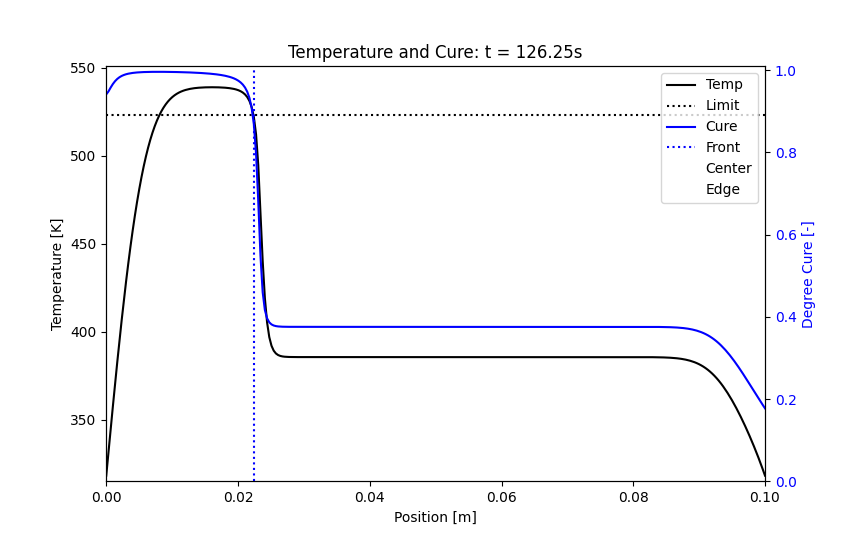 Temperature and Cure: t = 126.25s
550
500
450
400
350
Temperature [K]
1.0
0.8
0.6
0.4
0.2
0.0
Degree Cure [-]
Temp
Limit
Cure
Front
Center
Edge
0.00 0.02 0.04 0.06 0.08 0.10
Position [m]